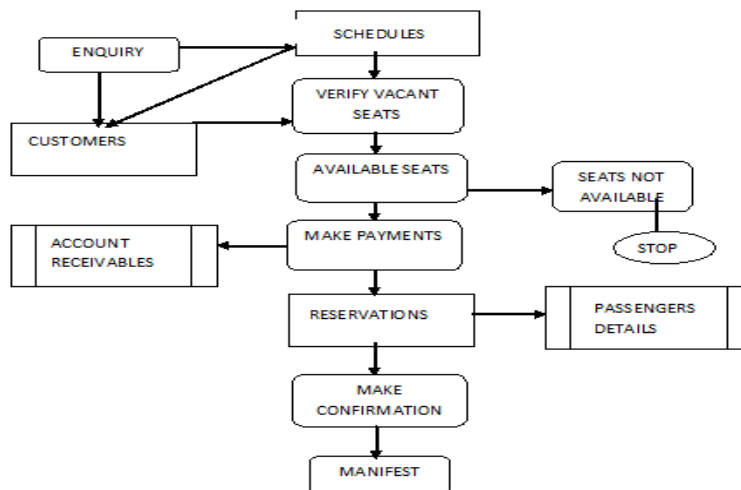 SCHEDULES
ENQUIRY
VERIFY VACANT
SEATS
CUSTOMERS
AVAILABLE SEATS
SEATS NOT
AVAILABLE
MAKE PAYMENTS
STOP
ACCOUNT
RECEIVABLES
RESERVATIONS
PASSENGERS
DETAILS
MAKE
CONFIRMATION
MANIFEST